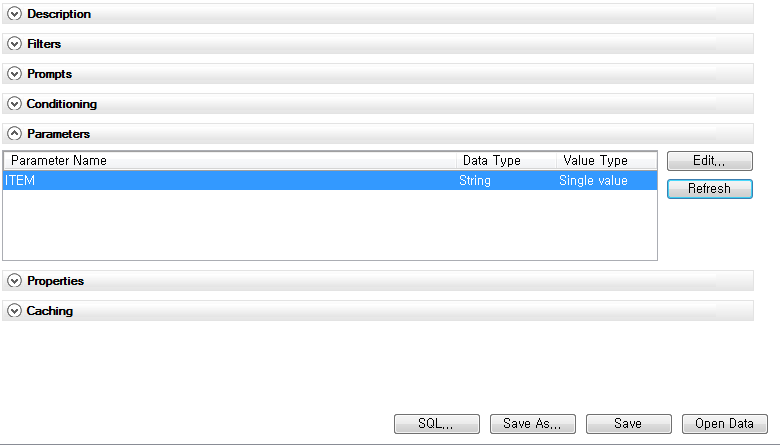 Description
Filters
Prompts
Conditioning
Parameters
Parameter Name Data Type Value Type Edit...
ITEM String Single value Refresh
Properties
Caching
SQL... Save As... Save Open Data